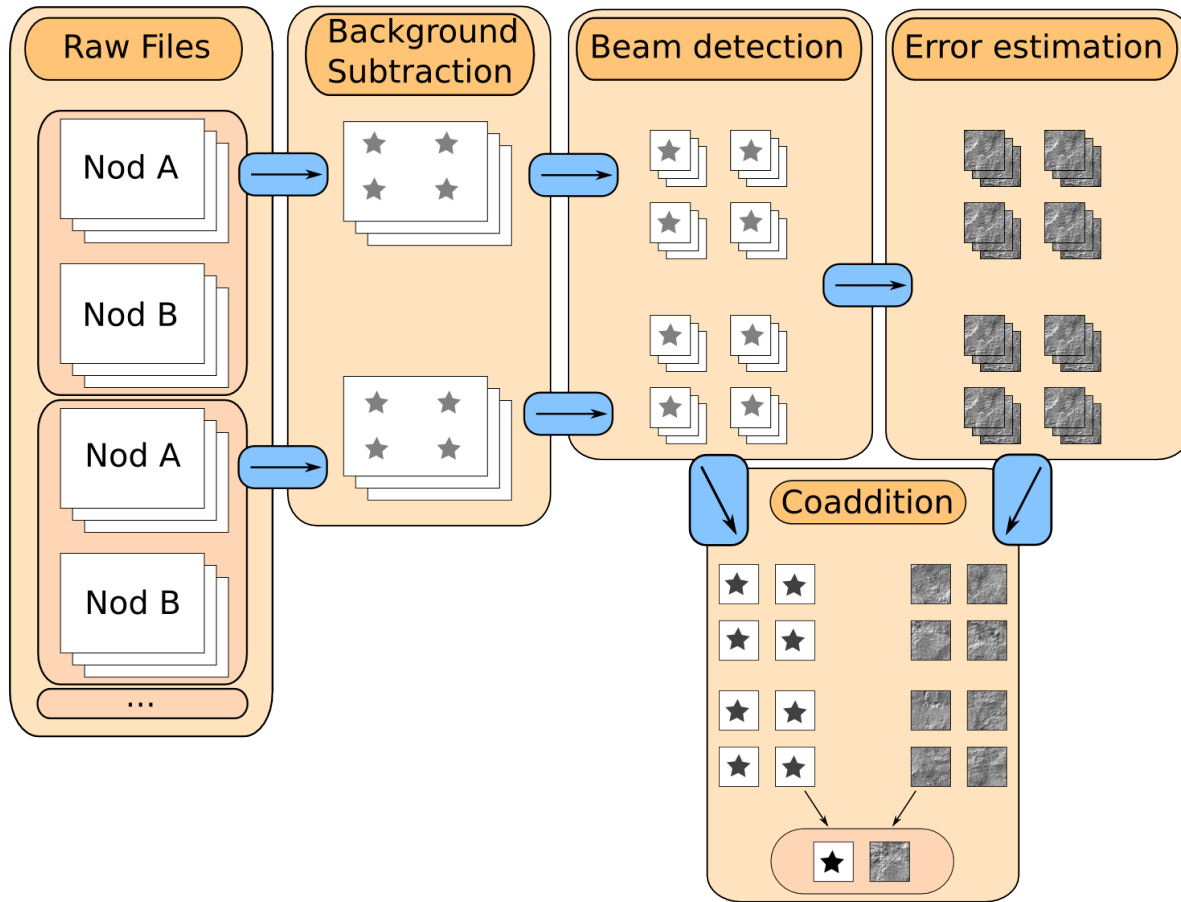 Raw Files
Background
Subtraction
Beam detection
Error estimation
Nod A
Nod B
Nod A
Nod B
...
Coaddition